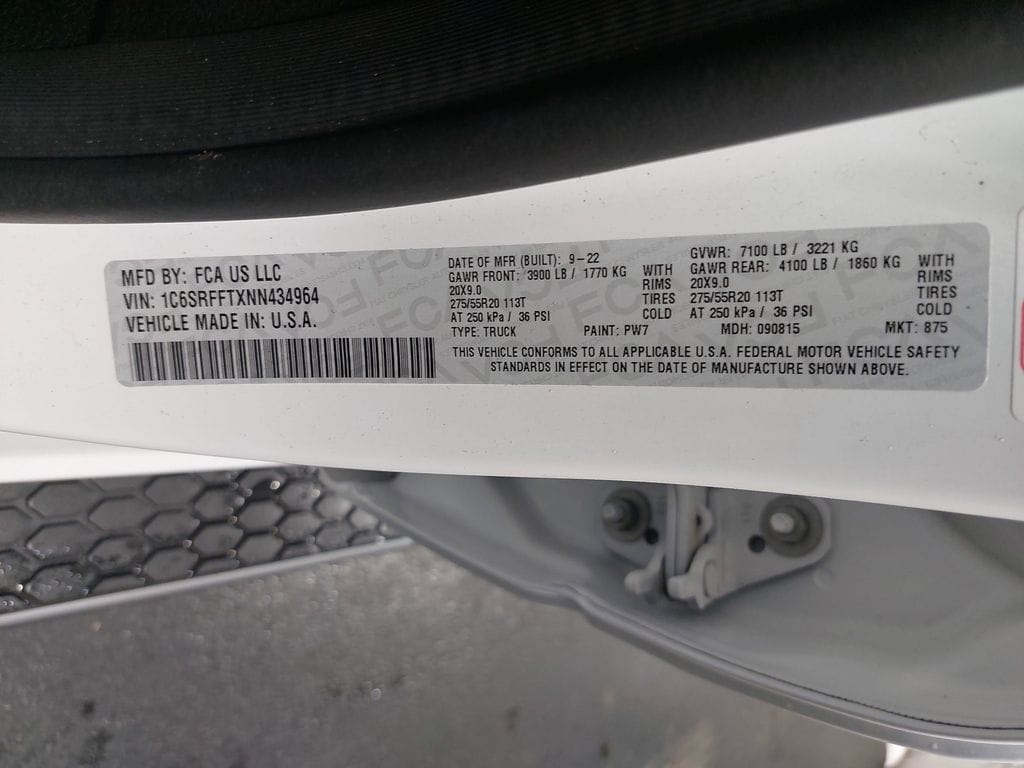 MFD BY: FCA US LLC
VIN: 1C6SRFFTXNN434964
VEHICLE MADE IN: U.S.A.
DATE OF MFR (BUILT): 9-22
GAWR FRONT: 3900 LB / 1770 KG WITH
20X9.0 RIMS
275/55R20 113T TIRES
AT 250 kPa / 36 PSI COLD
TYPE: TRUCK PAINT: PW7
GVWR: 7100 LB / 3221 KG
GAWR REAR: 4100 LB / 1860 KG WITH
20X9.0 RIMS
275/55R20 113T TIRES
AT 250 kPa / 36 PSI COLD
MDH: 090815 MKT: 875
THIS VEHICLE CONFORMS TO ALL APPLICABLE U.S.A. FEDERAL MOTOR VEHICLE SAFETY
STANDARDS IN EFFECT ON THE DATE OF MANUFACTURE SHOWN ABOVE.